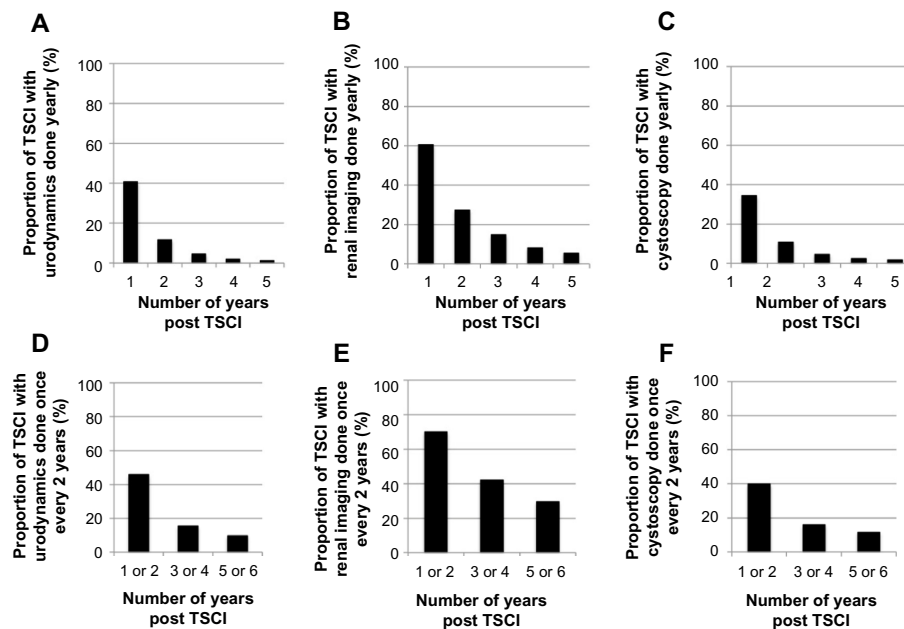 A
Proportion of TSCI with
urodynamics done yearly (%)
100
80
60
40
20
0
1 2 3 4 5
Number of years
post TSCI
B
Proportion of TSCI with
renal imaging done yearly (%)
100
80
60
40
20
0
1 2 3 4 5
Number of years
post TSCI
C
Proportion of TSCI with
cystoscopy done yearly (%)
100
80
60
40
20
0
1 2 3 4 5
Number of years
post TSCI
D
Proportion of TSCI with
urodynamics done once
every 2 years (%)
100
80
60
40
20
0
1 or 2 3 or 4 5 or 6
Number of years
post TSCI
E
Proportion of TSCI with
renal imaging done once
every 2 years (%)
100
80
60
40
20
0
1 or 2 3 or 4 5 or 6
Number of years
post TSCI
F
Proportion of TSCI with
cystoscopy done once
every 2 years (%)
100
80
60
40
20
0
1 or 2 3 or 4 5 or 6
Number of years
post TSCI